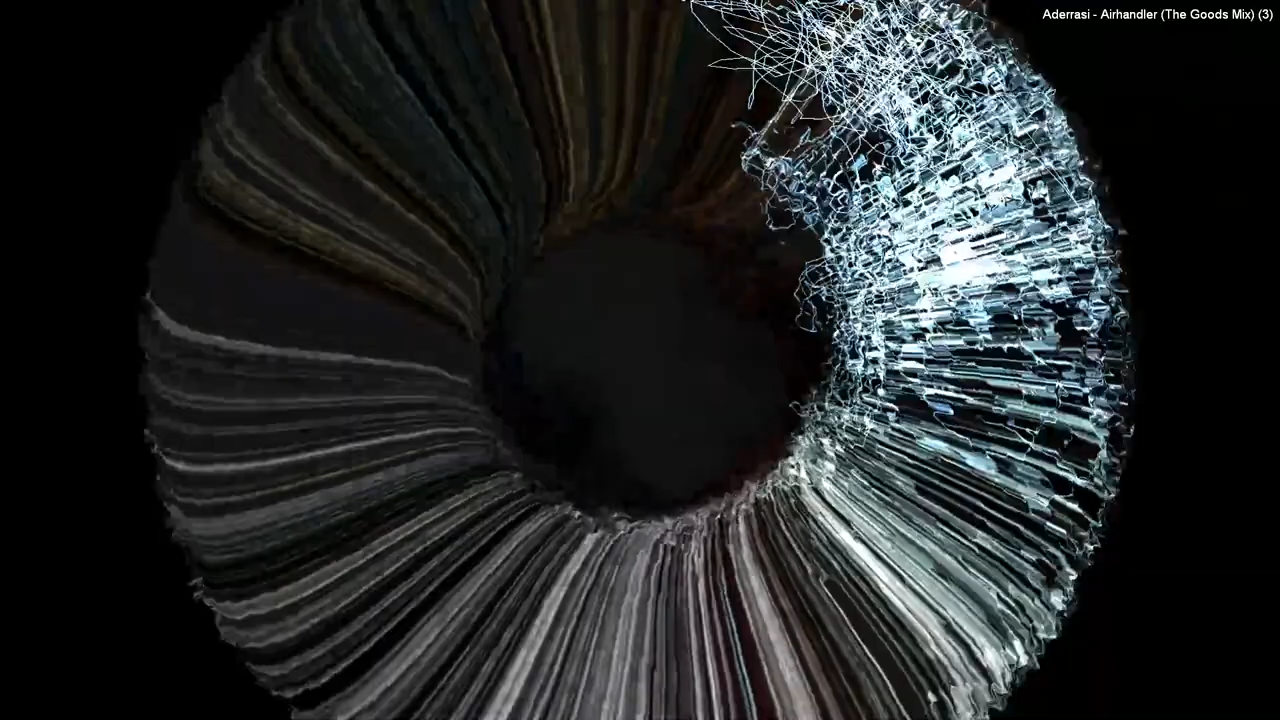 Aderrasi - Airhandler (The Goods Mix) (3)